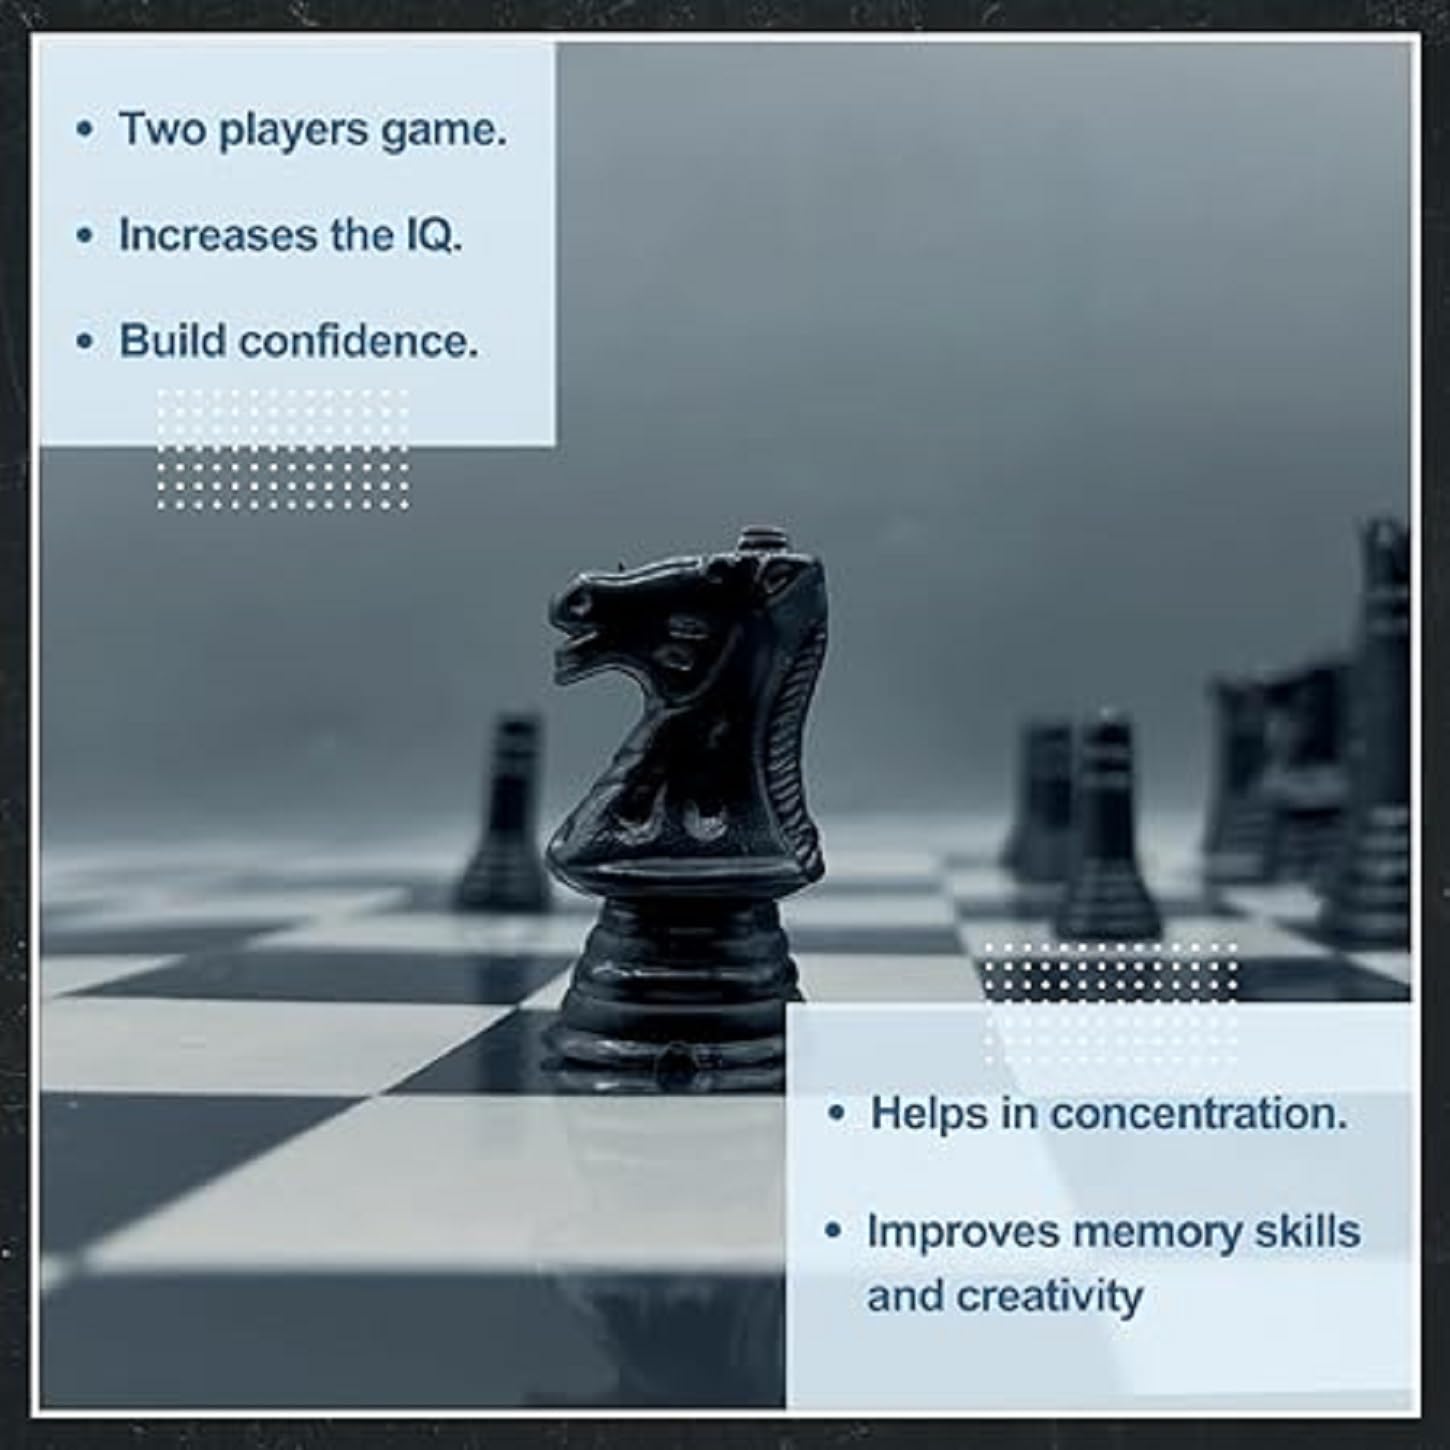 • Two players game.
• Increases the IQ.
• Build confidence.
• Helps in concentration.
• Improves memory skills
and creativity